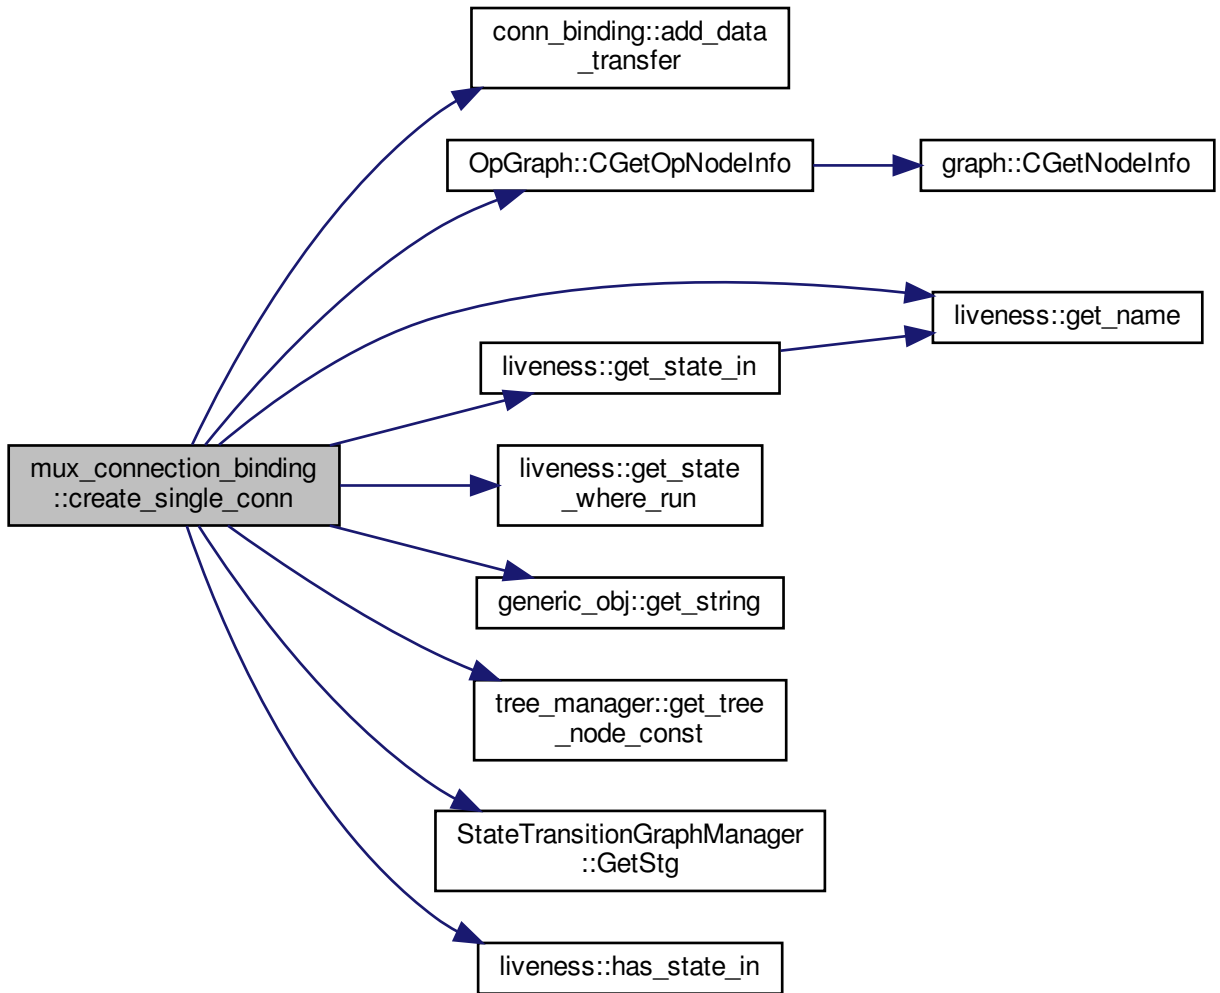 conn_binding::add_data
_transfer
OpGraph::CGetOpNodeInfo
graph::CGetNodeInfo
liveness::get_name
liveness::get_state_in
mux_connection_binding
::create_single_conn
liveness::get_state
_where_run
generic_obj::get_string
tree_manager::get_tree
_node_const
StateTransitionGraphManager
::GetStg
liveness::has_state_in